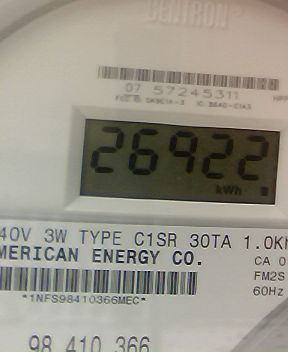 CENTRON®
07 57245311
26922
kWh
40V 3W TYPE C1SR 30TA 1.0Kh
MERICAN ENERGY CO. CA 0
FM2S
*1NFS98410366MEC* 60Hz
98 410 366